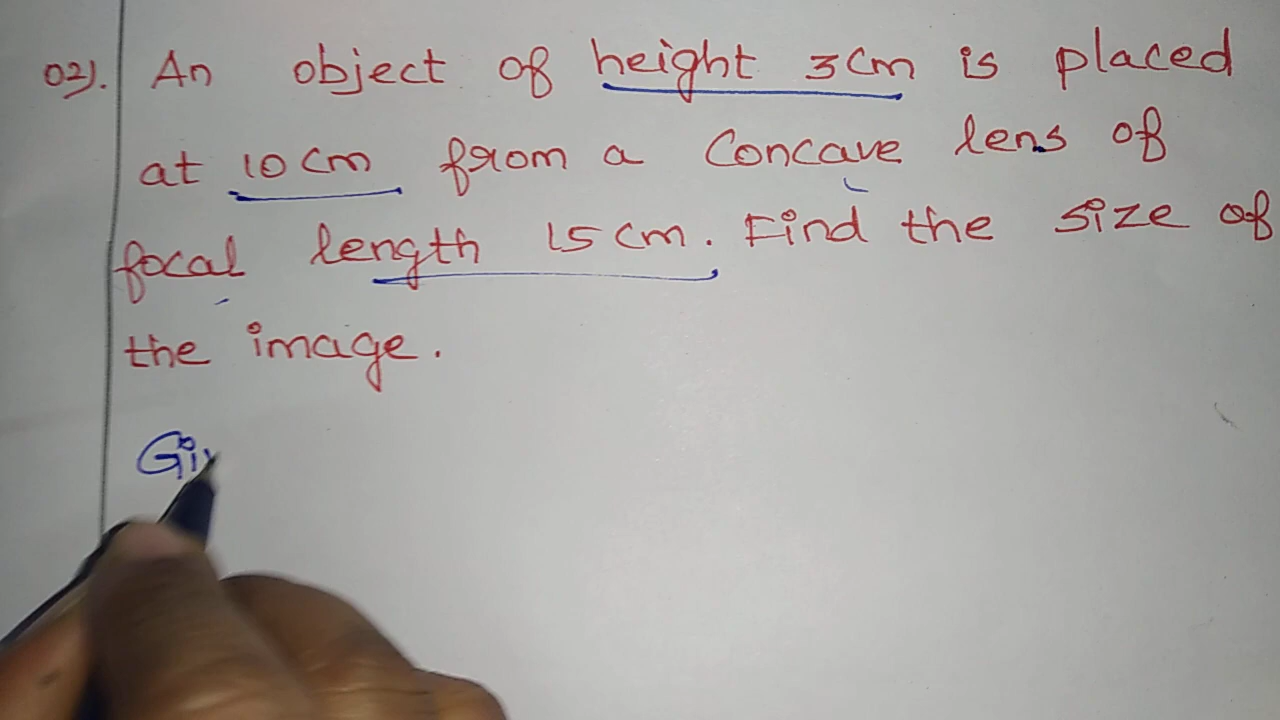 02). An object of height 3cm is placed
at 10cm from a Concave lens of
focal length 15cm. Find the size of
the image.
Giv